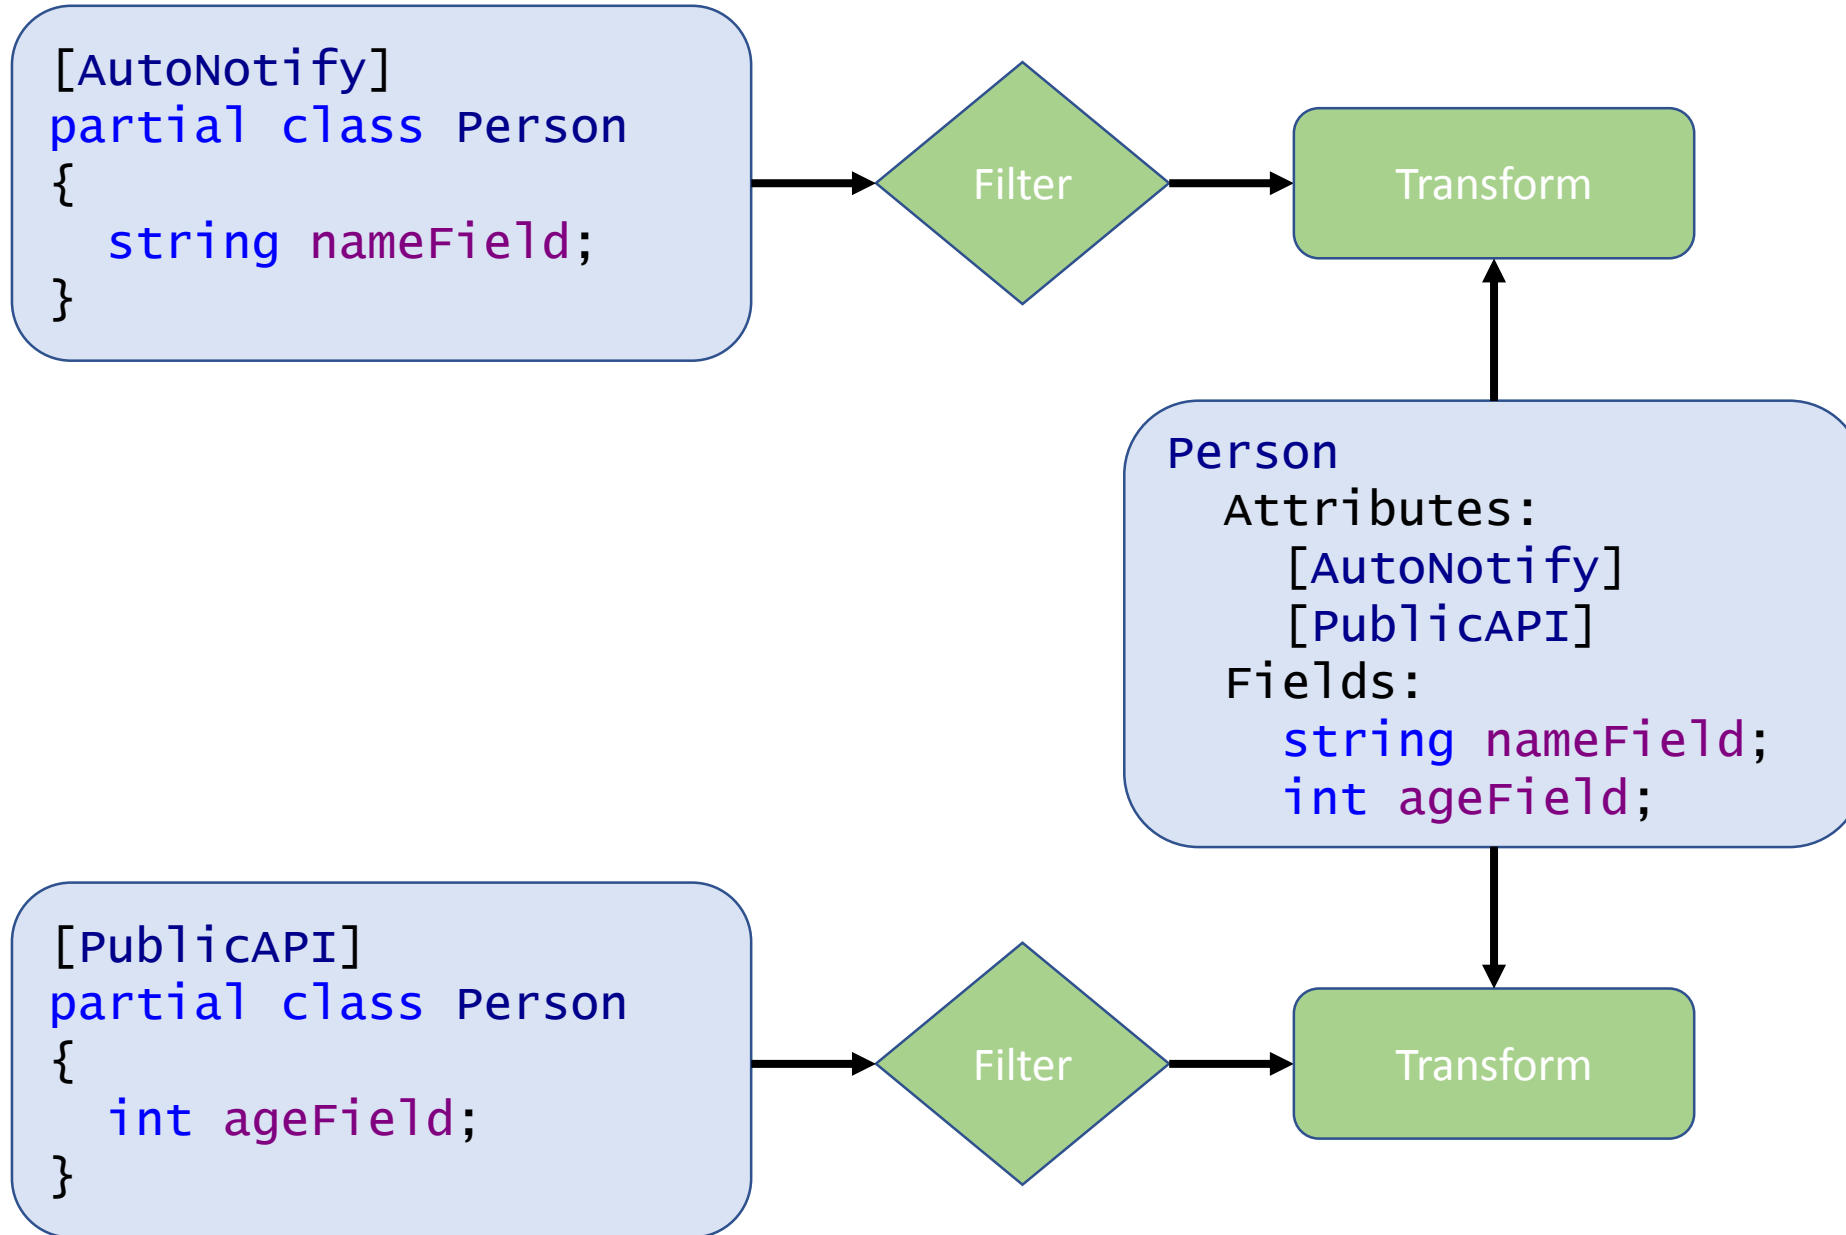 [AutoNotify]
partial class Person
{
  string nameField;
}
Filter
Transform
Person
  Attributes:
    [AutoNotify]
    [PublicAPI]
  Fields:
    string nameField;
    int ageField;
[PublicAPI]
partial class Person
{
  int ageField;
}
Filter
Transform